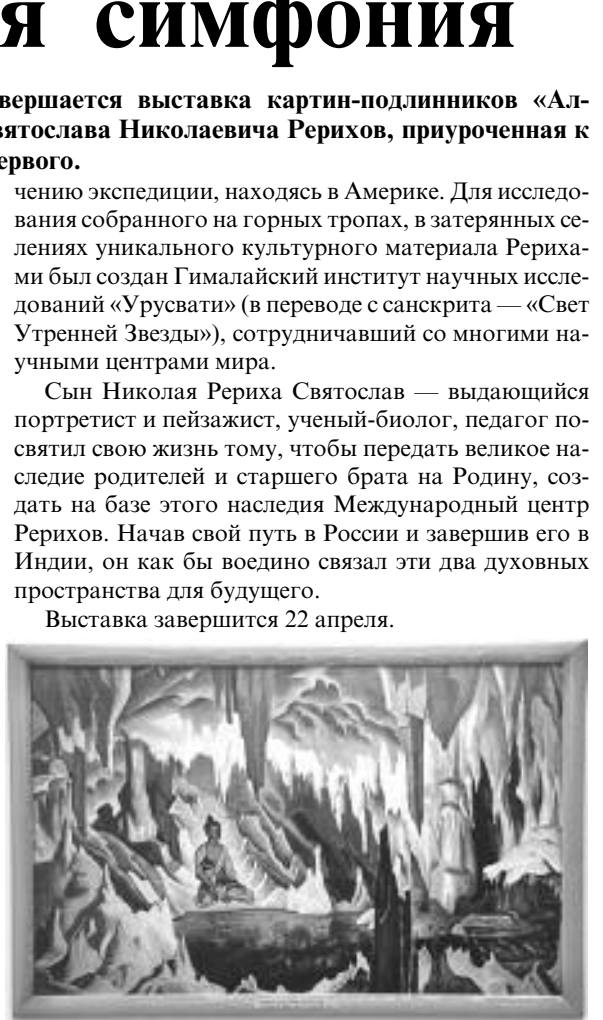 я симфония
вершается выставка картин-подлинников «Ал-
вятослава Николаевича Рерихов, приуроченная к
ервого.
чению экспедиции, находясь в Америке. Для исследо-
вания собранного на горных тропах, в затерянных се-
лениях уникального культурного материала Рериха-
ми был создан Гималайский институт научных иссле-
дований «Урусвати» (в переводе с санскрита — «Свет
Утренней Звезды»), сотрудничавший со многими на-
учными центрами мира.
Сын Николая Рериха Святослав — выдающийся
портретист и пейзажист, ученый-биолог, педагог по-
святил свою жизнь тому, чтобы передать великое на-
следие родителей и старшего брата на Родину, соз-
дать на базе этого наследия Международный центр
Рерихов. Начав свой путь в России и завершив его в
Индии, он как бы воедино связал эти два духовных
пространства для будущего.
Выставка завершится 22 апреля.